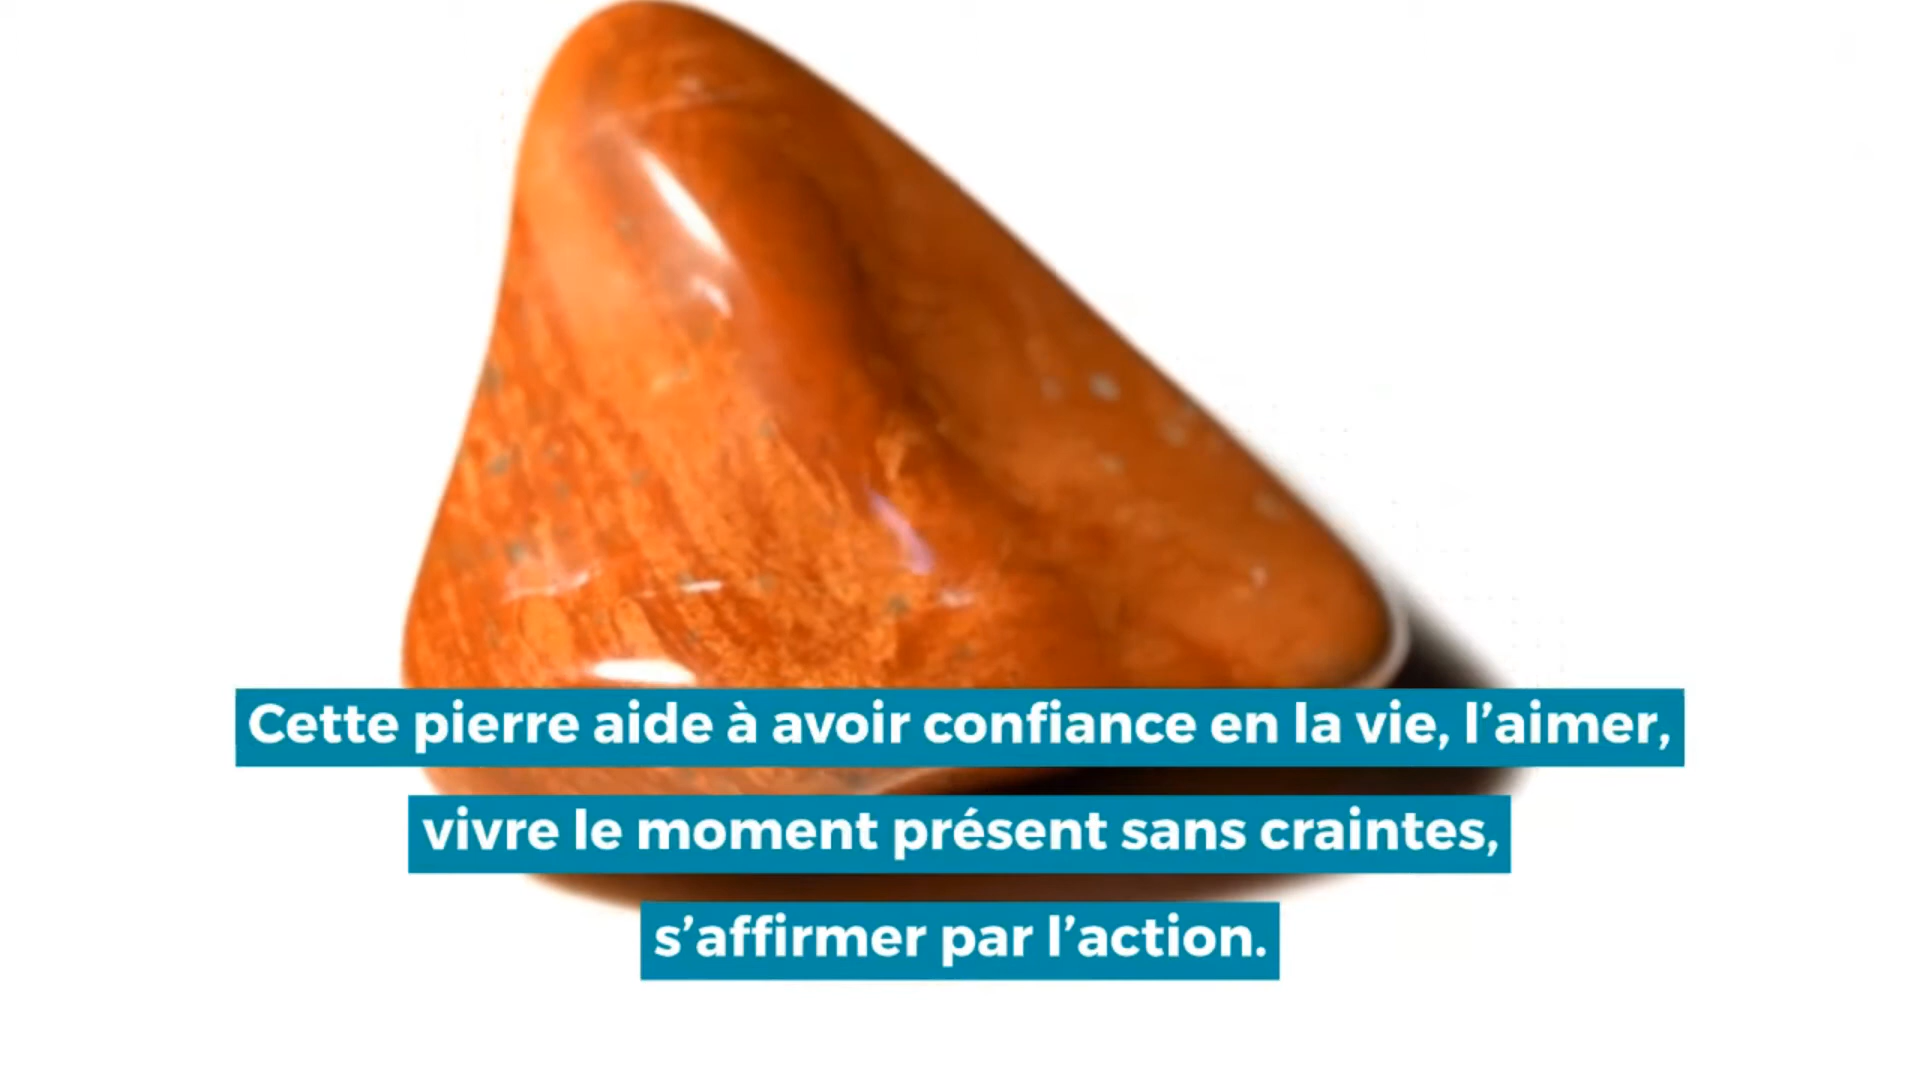 Cette pierre aide à avoir confiance en la vie, l’aimer,
vivre le moment présent sans craintes,
s’affirmer par l’action.